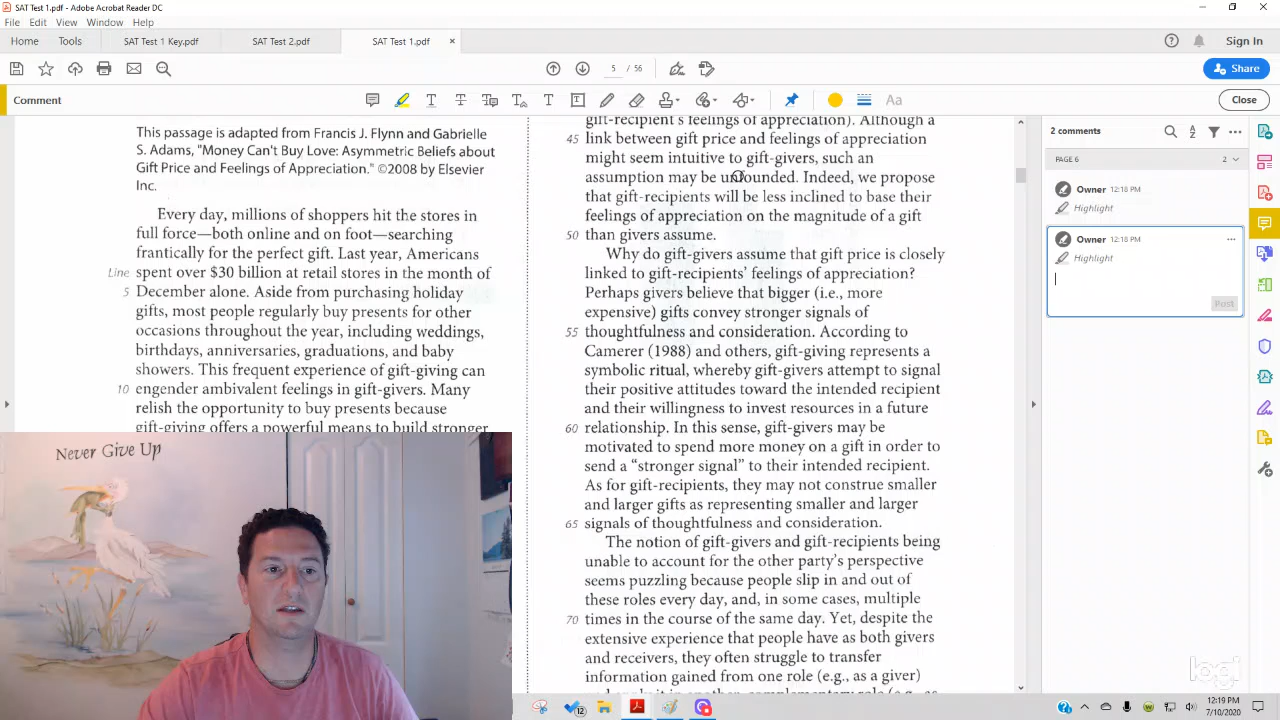 SAT Test 1.pdf - Adobe Acrobat Reader DC
File Edit View Window Help
Home Tools SAT Test 1 Key.pdf SAT Test 2.pdf SAT Test 1.pdf × Sign In
5 / 56 Share
Comment Aa Close
This passage is adapted from Francis J. Flynn and Gabrielle
S. Adams, "Money Can't Buy Love: Asymmetric Beliefs about
Gift Price and Feelings of Appreciation." ©2008 by Elsevier
Inc.
Every day, millions of shoppers hit the stores in
full force—both online and on foot—searching
frantically for the perfect gift. Last year, Americans
Line spent over $30 billion at retail stores in the month of
5 December alone. Aside from purchasing holiday
gifts, most people regularly buy presents for other
occasions throughout the year, including weddings,
birthdays, anniversaries, graduations, and baby
showers. This frequent experience of gift-giving can
10 engender ambivalent feelings in gift-givers. Many
relish the opportunity to buy presents because
gift-giving offers a powerful means to build stronger
gift-recipient's feelings of appreciation). Although a
45 link between gift price and feelings of appreciation
might seem intuitive to gift-givers, such an
assumption may be unfounded. Indeed, we propose
that gift-recipients will be less inclined to base their
feelings of appreciation on the magnitude of a gift
50 than givers assume.
Why do gift-givers assume that gift price is closely
linked to gift-recipients' feelings of appreciation?
Perhaps givers believe that bigger (i.e., more
expensive) gifts convey stronger signals of
55 thoughtfulness and consideration. According to
Camerer (1988) and others, gift-giving represents a
symbolic ritual, whereby gift-givers attempt to signal
their positive attitudes toward the intended recipient
and their willingness to invest resources in a future
60 relationship. In this sense, gift-givers may be
motivated to spend more money on a gift in order to
send a “stronger signal” to their intended recipient.
As for gift-recipients, they may not construe smaller
and larger gifts as representing smaller and larger
65 signals of thoughtfulness and consideration.
The notion of gift-givers and gift-recipients being
unable to account for the other party's perspective
seems puzzling because people slip in and out of
these roles every day, and, in some cases, multiple
70 times in the course of the same day. Yet, despite the
extensive experience that people have as both givers
and receivers, they often struggle to transfer
information gained from one role (e.g., as a giver)
2 comments
PAGE 6 2
Owner 12:18 PM
Highlight
Owner 12:18 PM
Highlight
Post
Never Give Up
logi
12
12:19 PM
7/10/2020